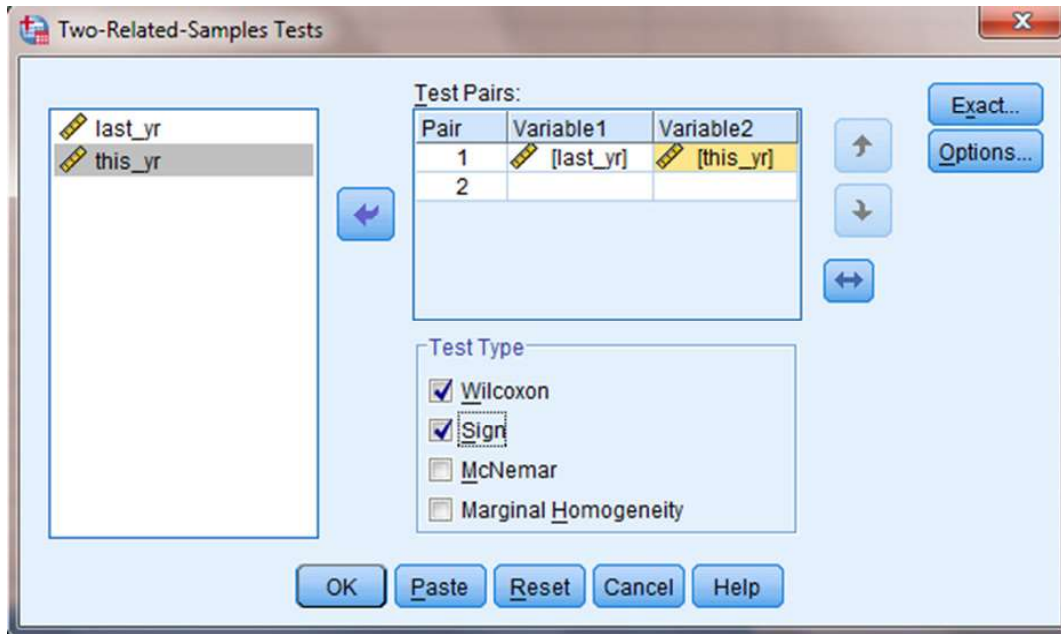 Two-Related-Samples Tests
last_yr
this_yr
Test Pairs:
Pair Variable1 Variable2
1 [last_yr] [this_yr]
2
Exact...
Options...
Test Type
Wilcoxon
Sign
McNemar
Marginal Homogeneity
OK Paste Reset Cancel Help